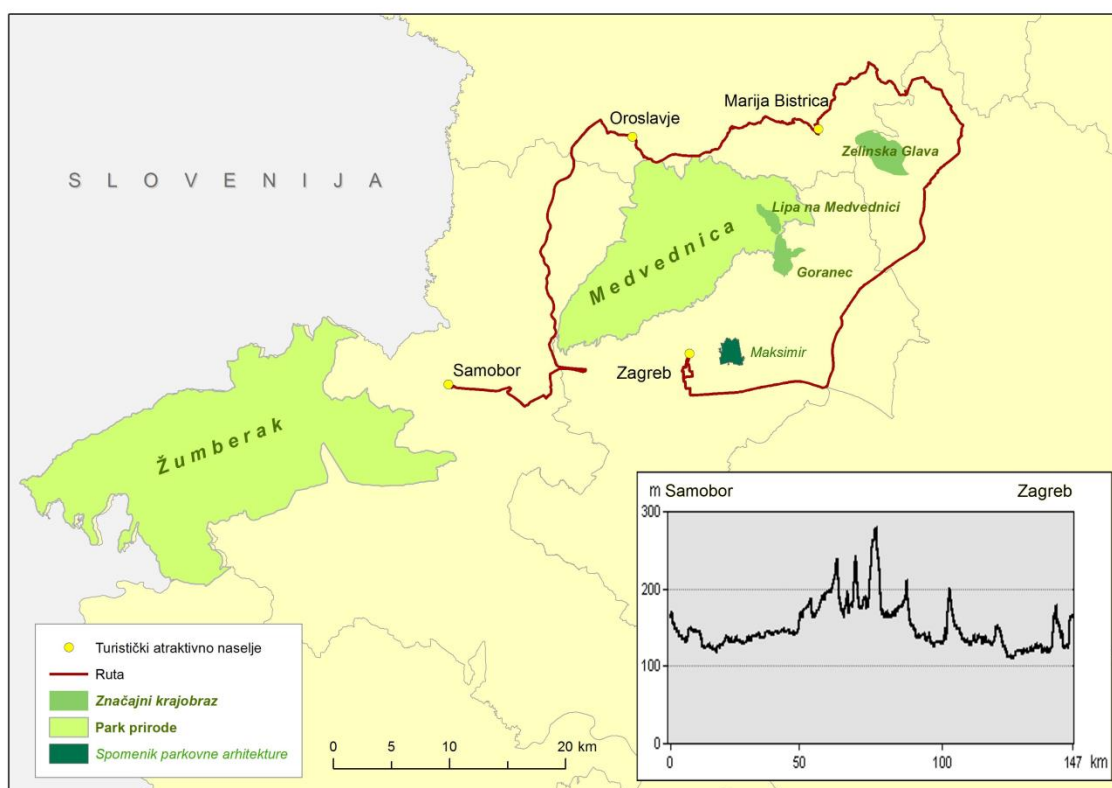 Marija Bistrica
Oroslavje
Zelinska Glava
SLOVENIJA
Lipa na Medvednici
Medvednica
Goranec
Maksimir
Samobor
Zagreb
Žumberak
m Samobor Zagreb
300
200
100
0
0 50 100 147 km
Turistički atraktivno naselje
Ruta
Značajni krajobraz
Park prirode
Spomenik parkovne arhitekture
0 5 10 20 km